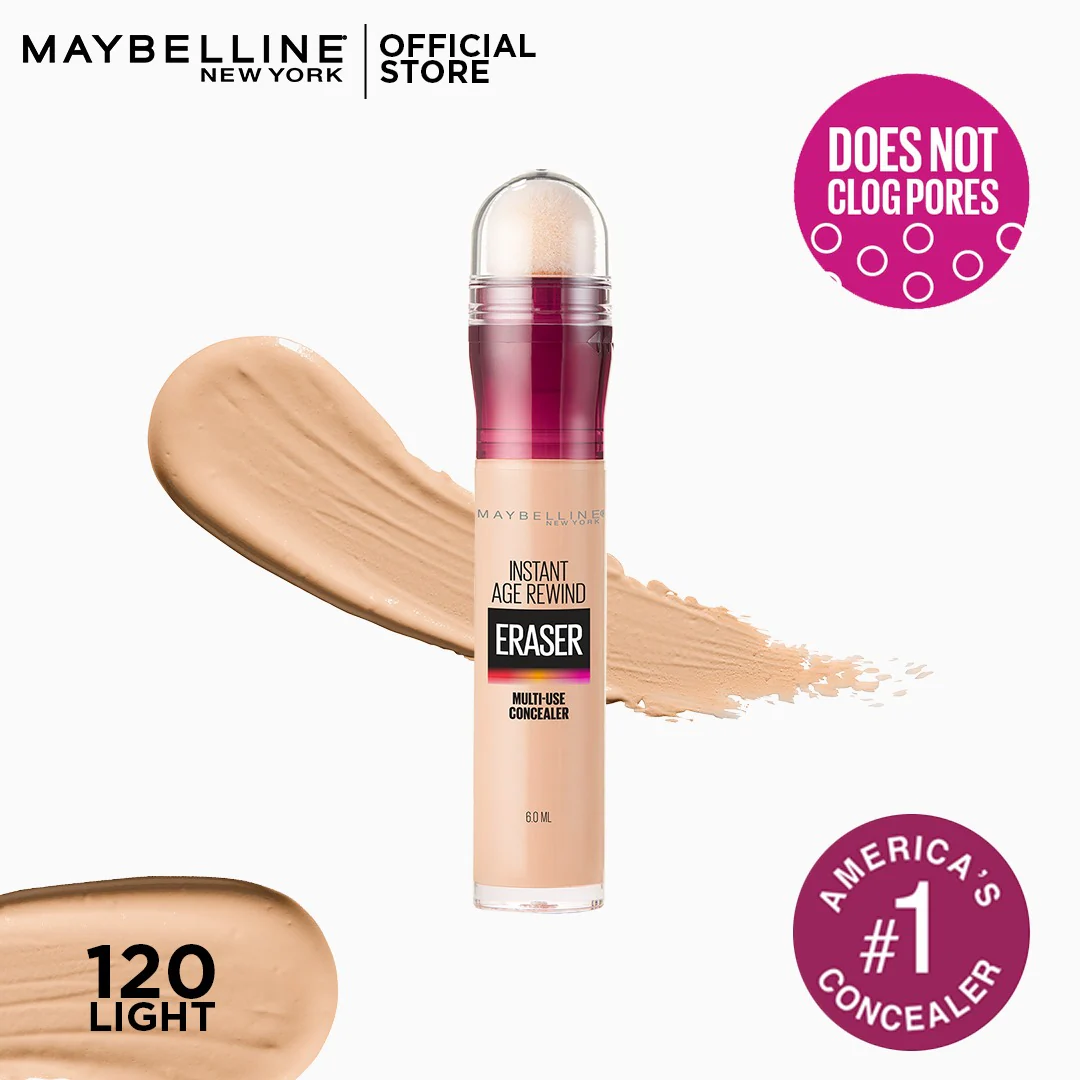 MAYBELLINE
NEW YORK
OFFICIAL
STORE
DOES NOT
CLOG PORES
MAYBELLINE
NEW YORK
INSTANT
AGE REWIND
ERASER
MULTI-USE
CONCEALER
6.0 ML
120
LIGHT
AMERICA'S
#1
CONCEALER